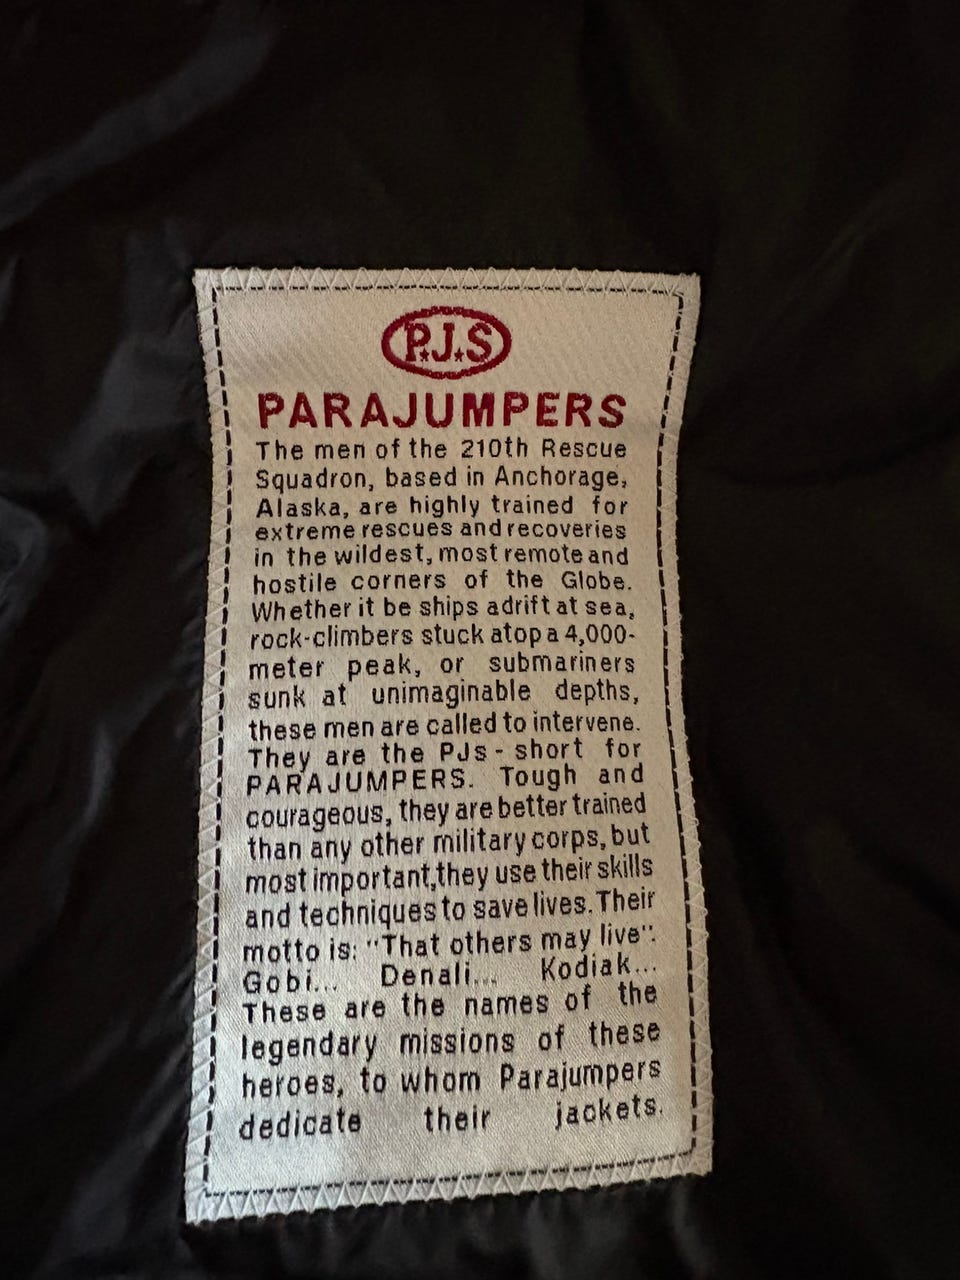 P.J.S
PARAJUMPERS
The men of the 210th Rescue
Squadron, based in Anchorage,
Alaska, are highly trained for
extreme rescues and recoveries
in the wildest, most remote and
hostile corners of the Globe.
Whether it be ships adrift at sea,
rock-climbers stuck atop a 4,000-
meter peak, or submariners
sunk at unimaginable depths,
these men are called to intervene.
They are the PJs - short for
PARAJUMPERS. Tough and
courageous, they are better trained
than any other military corps, but
most important,they use their skills
and techniques to save lives. Their
motto is: "That others may live".
Gobi... Denali... Kodiak...
These are the names of the
legendary missions of these
heroes, to whom Parajumpers
dedicate their jackets.